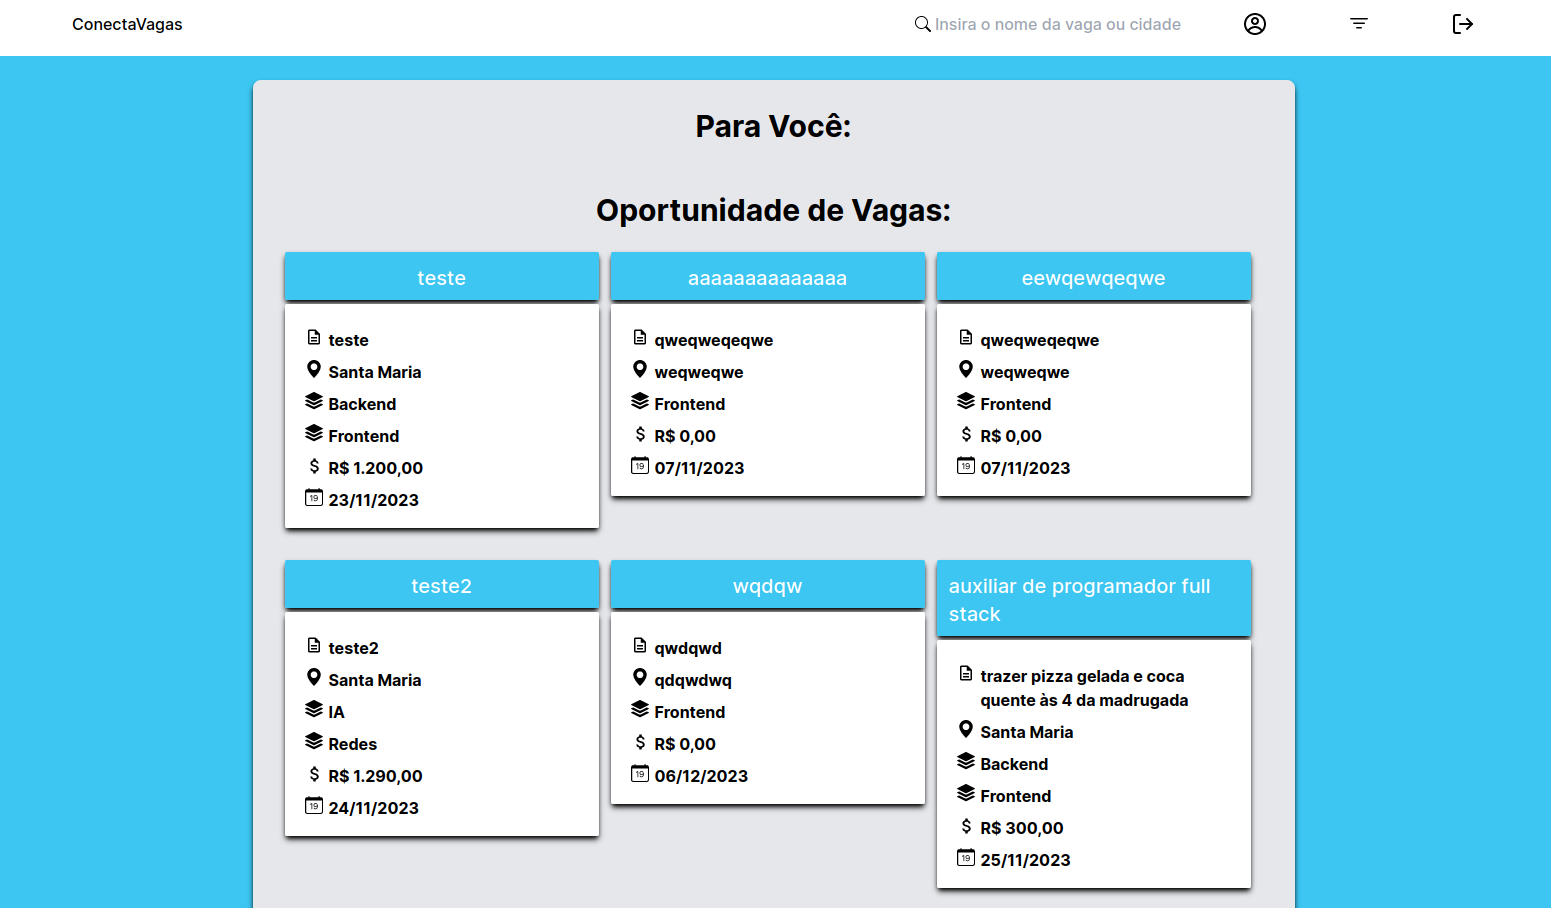 ConectaVagas
Insira o nome da vaga ou cidade
Para Você:
Oportunidade de Vagas:
teste
teste
Santa Maria
Backend
Frontend
R$ 1.200,00
19 23/11/2023
aaaaaaaaaaaaaa
qweqweqeqwe
weqweqwe
Frontend
R$ 0,00
19 07/11/2023
eewqewqeqwe
qweqweqeqwe
weqweqwe
Frontend
R$ 0,00
19 07/11/2023
teste2
teste2
Santa Maria
IA
Redes
R$ 1.290,00
19 24/11/2023
wqdqw
qwdqwd
qdqwdwq
Frontend
R$ 0,00
19 06/12/2023
auxiliar de programador full
stack
trazer pizza gelada e coca
quente às 4 da madrugada
Santa Maria
Backend
Frontend
R$ 300,00
19 25/11/2023